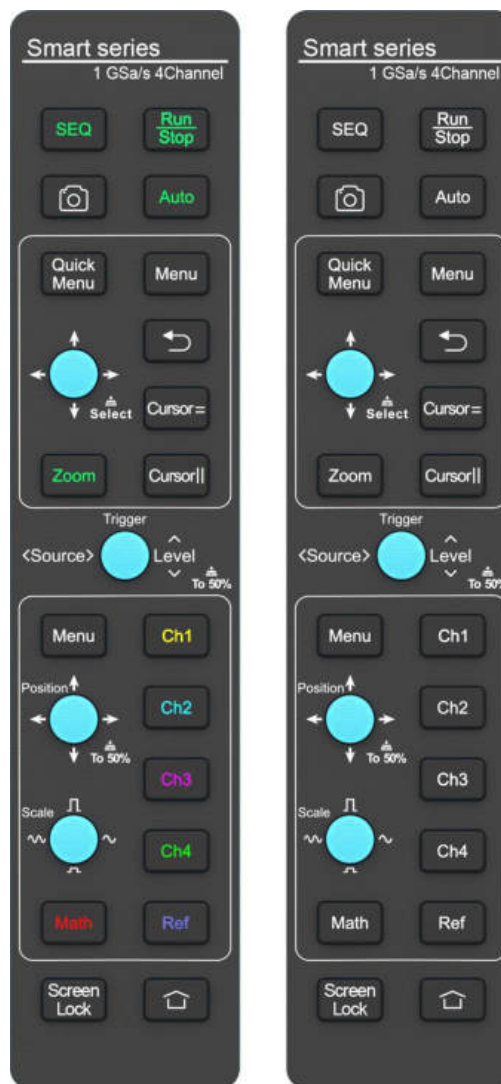 Smart series
1 GSa/s 4Channel
SEQ
Run
Stop
Auto
Quick
Menu
Menu
Select
Cursor=
Zoom
Cursor||
Trigger
<Source>
Level
To 50%
Menu
Ch1
Position
Ch2
To 50%
Ch3
Scale
Ch4
Math
Ref
Screen
Lock
Smart series
1 GSa/s 4Channel
SEQ
Run
Stop
Auto
Quick
Menu
Menu
Select
Cursor=
Zoom
Cursor||
Trigger
<Source>
Level
To 50%
Menu
Ch1
Position
Ch2
To 50%
Ch3
Scale
Ch4
Math
Ref
Screen
Lock